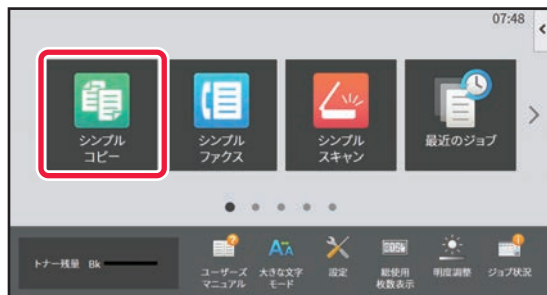 07:48
シンプル
コピー
シンプル
ファクス
シンプル
スキャン
最近のジョブ
トナー残量 Bk
ユーザーズ
マニュアル
大きな文字
モード
設定
総使用
枚数表示
明度調整
ジョブ状況